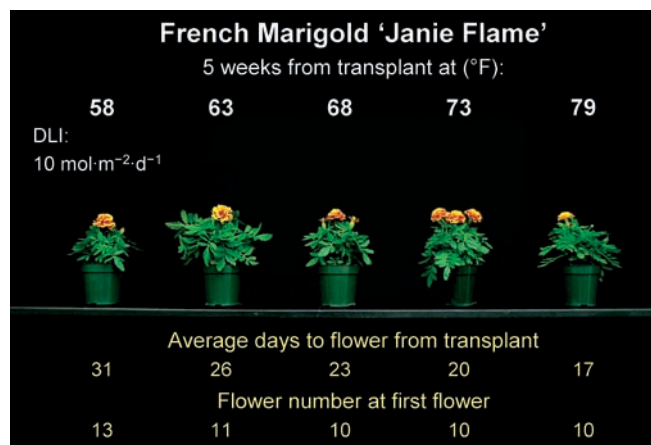 French Marigold ‘Janie Flame’
5 weeks from transplant at (°F):
58 63 68 73 79
DLI:
10 mol·m⁻²·d⁻¹
Average days to flower from transplant
31 26 23 20 17
Flower number at first flower
13 11 10 10 10